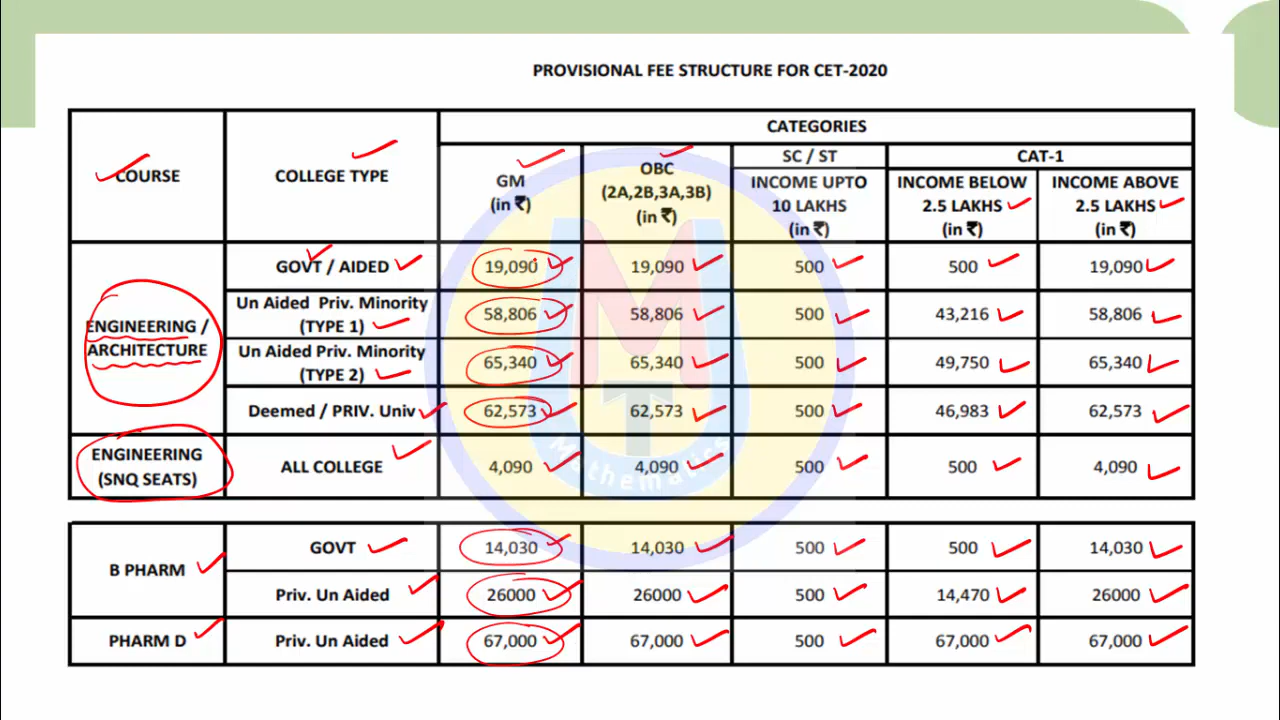 PROVISIONAL FEE STRUCTURE FOR CET-2020
COURSE
COLLEGE TYPE
CATEGORIES
GM
(in ₹)
OBC
(2A,2B,3A,3B)
(in ₹)
SC / ST
CAT-1
INCOME UPTO
10 LAKHS
(in ₹)
INCOME BELOW
2.5 LAKHS
(in ₹)
INCOME ABOVE
2.5 LAKHS
(in ₹)
ENGINEERING /
ARCHITECTURE
GOVT / AIDED 19,090 19,090 500 500 19,090
Un Aided Priv. Minority
(TYPE 1) 58,806 58,806 500 43,216 58,806
Un Aided Priv. Minority
(TYPE 2) 65,340 65,340 500 49,750 65,340
Deemed / PRIV. Univ 62,573 62,573 500 46,983 62,573
ENGINEERING
(SNQ SEATS)
ALL COLLEGE 4,090 4,090 500 500 4,090
B PHARM
GOVT 14,030 14,030 500 500 14,030
Priv. Un Aided 26000 26000 500 14,470 26000
PHARM D Priv. Un Aided 67,000 67,000 500 67,000 67,000
MT
Mathematics